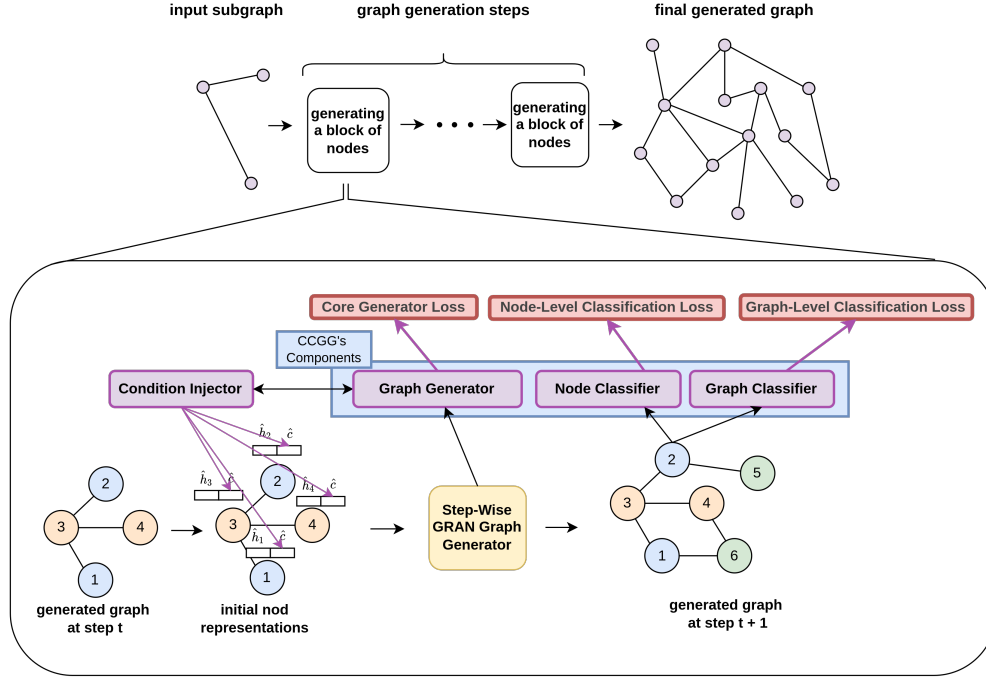 input subgraph
graph generation steps
final generated graph
generating
a block of
nodes
generating
a block of
nodes
Core Generator Loss
Node-Level Classification Loss
Graph-Level Classification Loss
CCGG's
Components
Condition Injector
Graph Generator
Node Classifier
Graph Classifier
ĥ₂ ĉ
ĥ₃ ĉ
ĥ₄ ĉ
ĥ₁ ĉ
2
3
4
1
2
3
4
1
Step-Wise
GRAN Graph
Generator
2
5
3
4
1
6
generated graph
at step t
initial nod
representations
generated graph
at step t + 1